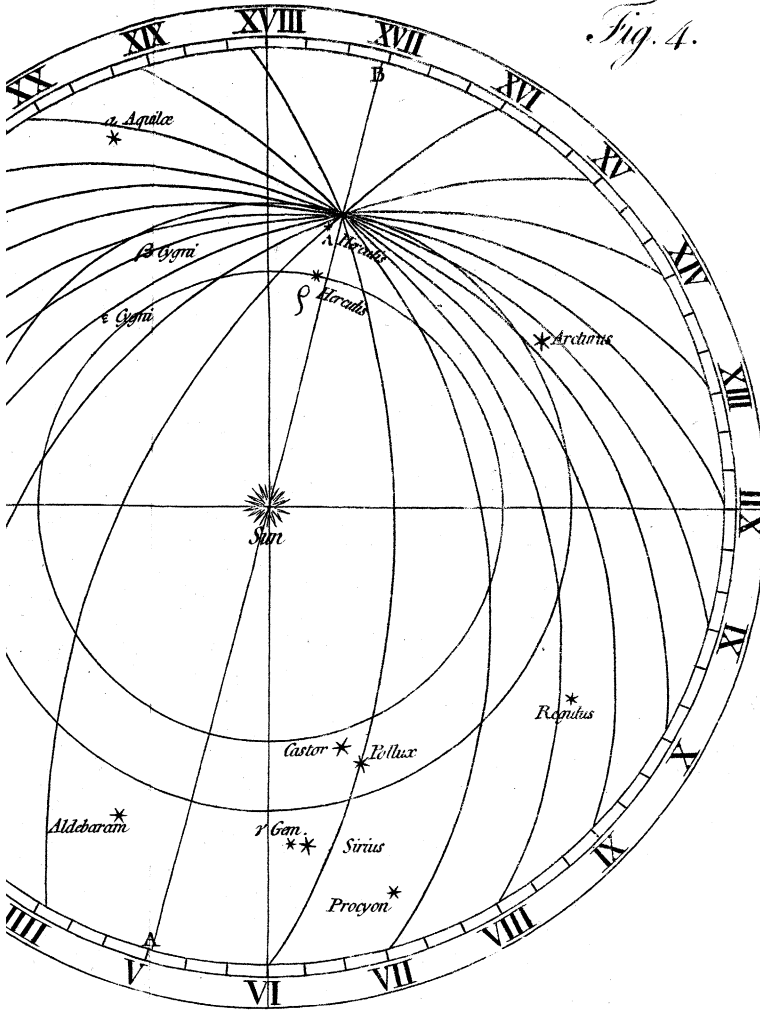 Fig. 4.
XVIII
XIX
XVII
XX
XVI
B
α Aquilæ
XV
XIV
λ Herculis
β Cygni
ρ Herculis
ε Cygni
Arcturus
XIII
XII
Sun
XI
Regulus
Castor
Pollux
X
Aldebaram
γ Gem.
Sirius
IX
Procyon
VIII
IIII
A
V
VI
VII